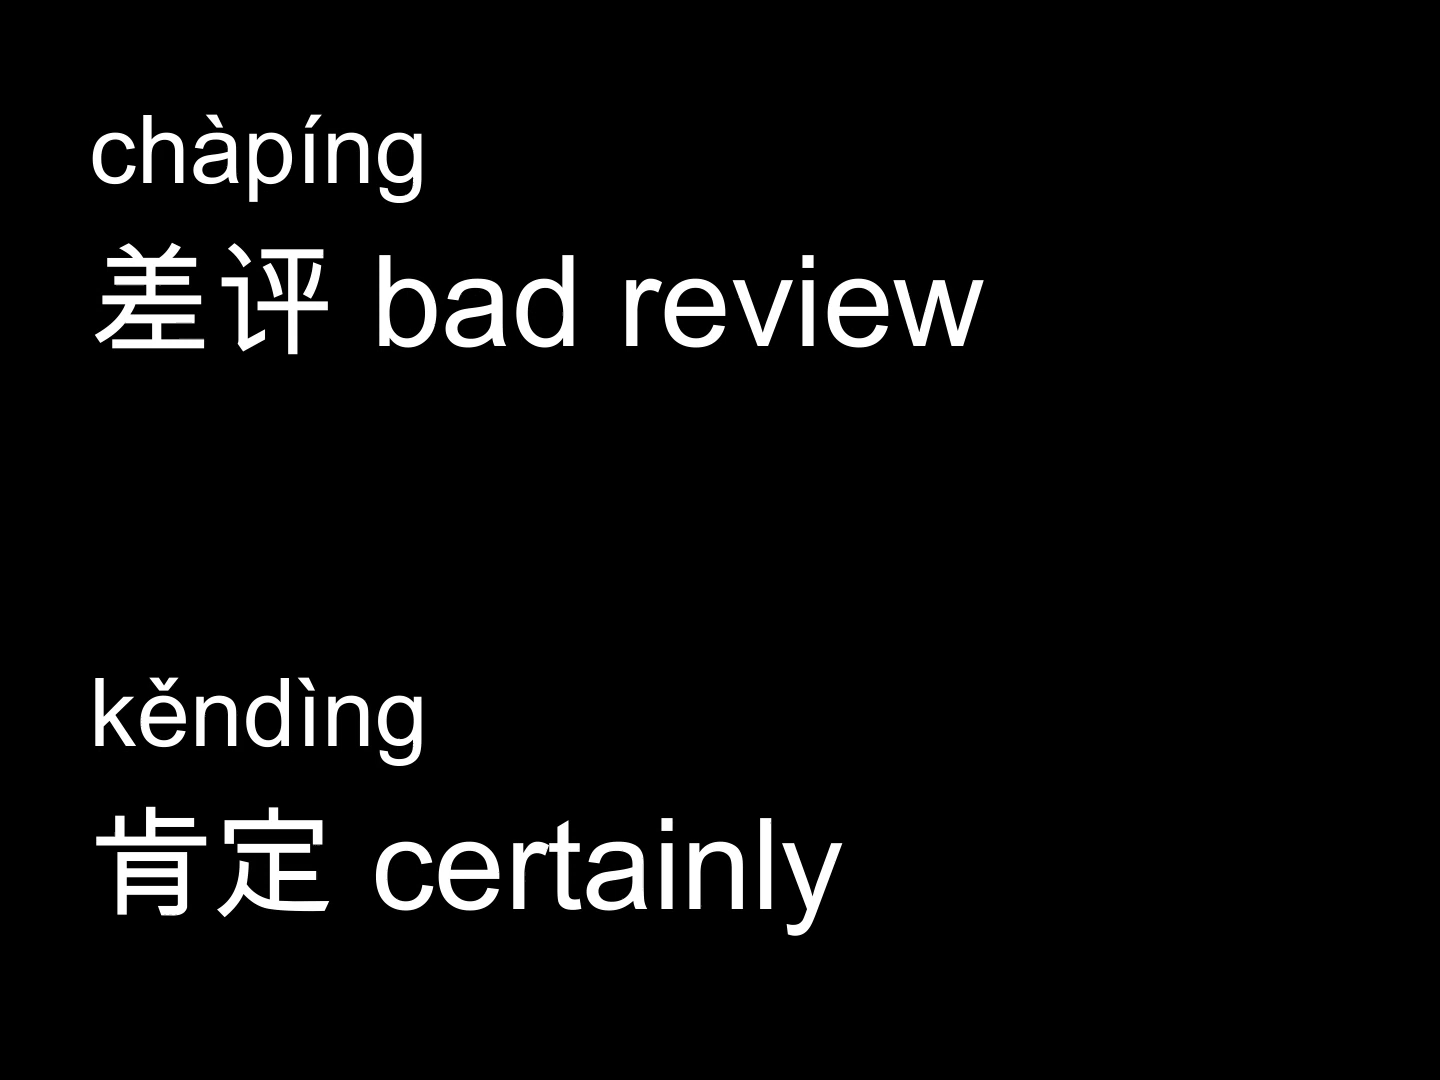 chàpíng
差评 bad review
kěndìng
肯定 certainly